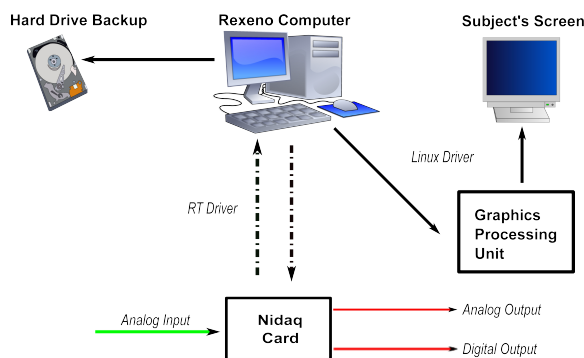 Hard Drive Backup
Rexeno Computer
Subject's Screen
Linux Driver
RT Driver
Graphics
Processing
Unit
Analog Input
Nidaq
Card
Analog Output
Digital Output